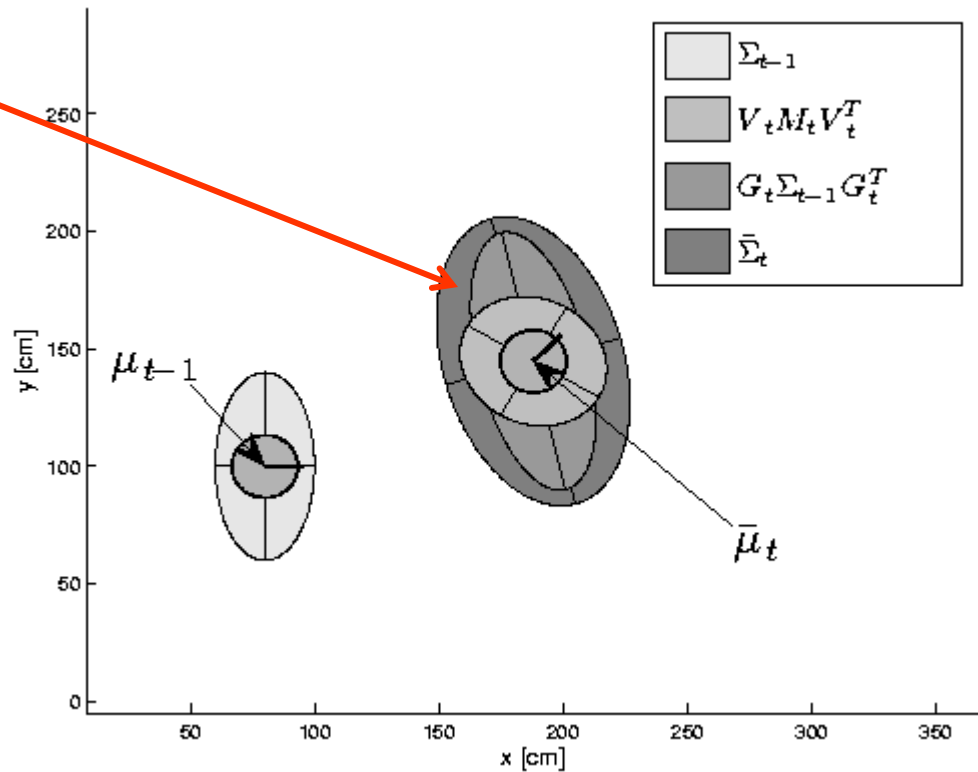 Σ_{t-1}
V_t M_t V_t^T
G_t Σ_{t-1} G_t^T
Σ̄_t
250
200
150
100
50
0
y [cm]
μ_{t-1}
μ̄_t
50 100 150 200 250 300 350
x [cm]